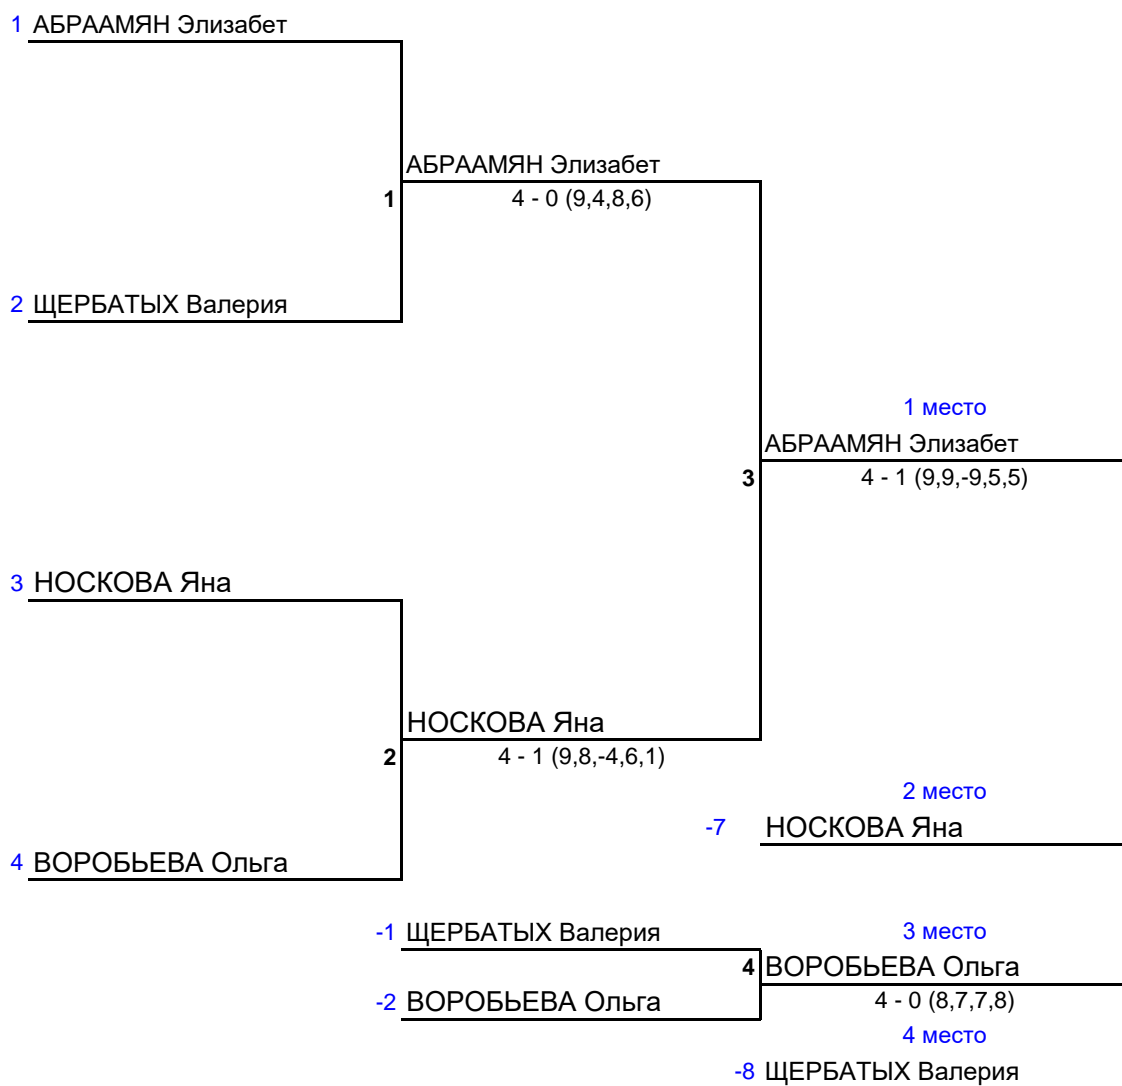 1 АБРААМЯН Элизабет
АБРААМЯН Элизабет
1 4 - 0 (9,4,8,6)
2 ЩЕРБАТЫХ Валерия
1 место
АБРААМЯН Элизабет
3 4 - 1 (9,9,-9,5,5)
3 НОСКОВА Яна
НОСКОВА Яна
2 4 - 1 (9,8,-4,6,1)
2 место
-7 НОСКОВА Яна
4 ВОРОБЬЕВА Ольга
-1 ЩЕРБАТЫХ Валерия 3 место
4 ВОРОБЬЕВА Ольга
-2 ВОРОБЬЕВА Ольга 4 - 0 (8,7,7,8)
4 место
-8 ЩЕРБАТЫХ Валерия